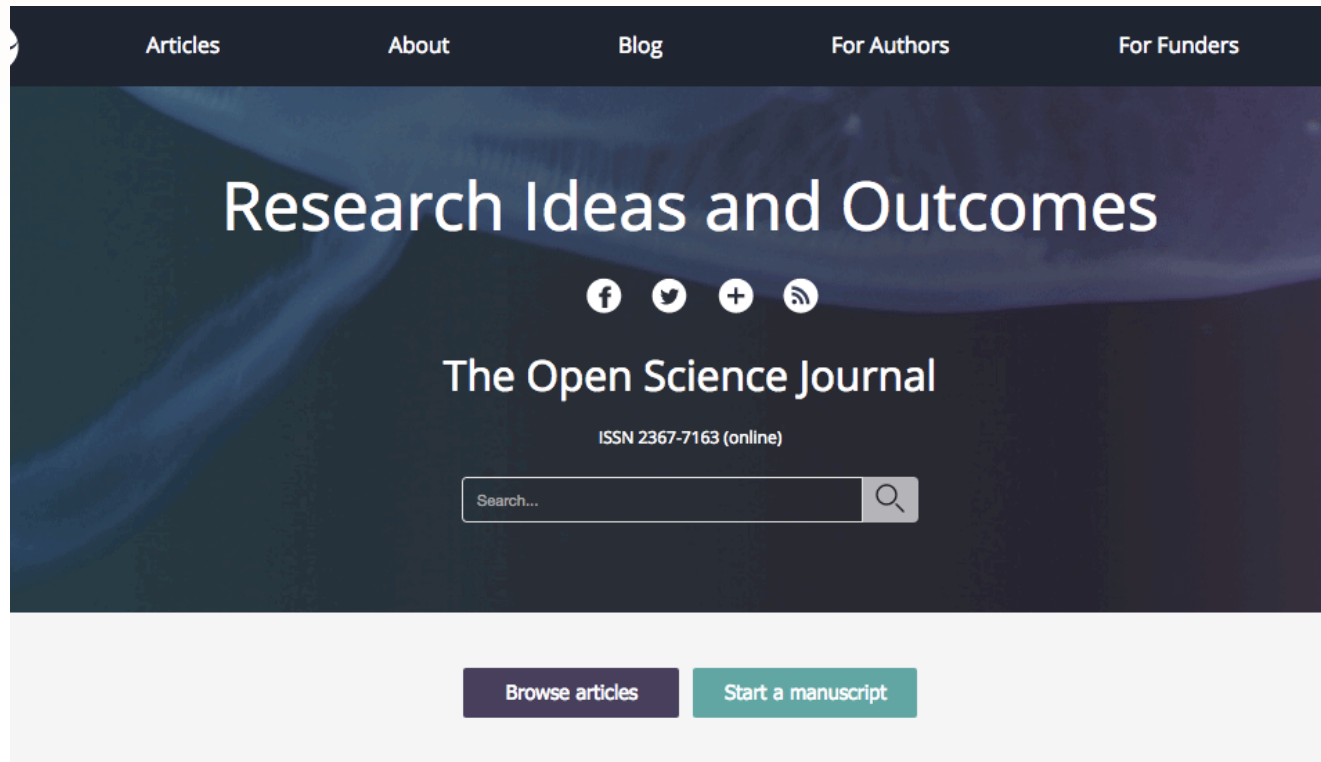 Articles About Blog For Authors For Funders
Research Ideas and Outcomes
The Open Science Journal
ISSN 2367-7163 (online)
Search...
Browse articles Start a manuscript